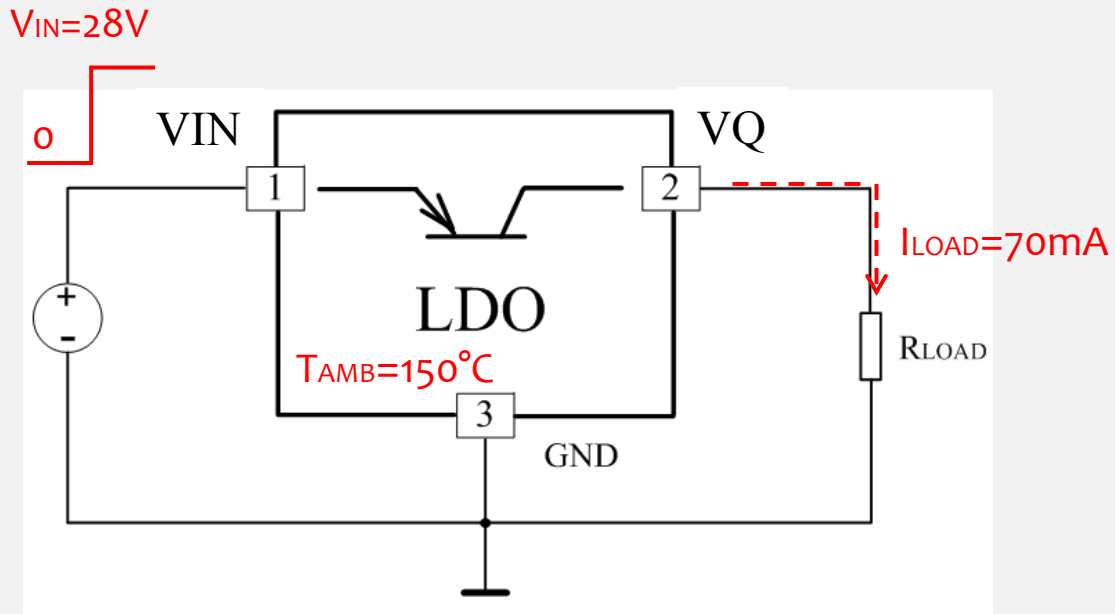 VIN=28V
0
VIN
VQ
1
2
ILOAD=70mA
+
-
LDO
RLOAD
TAMB=150°C
3
GND